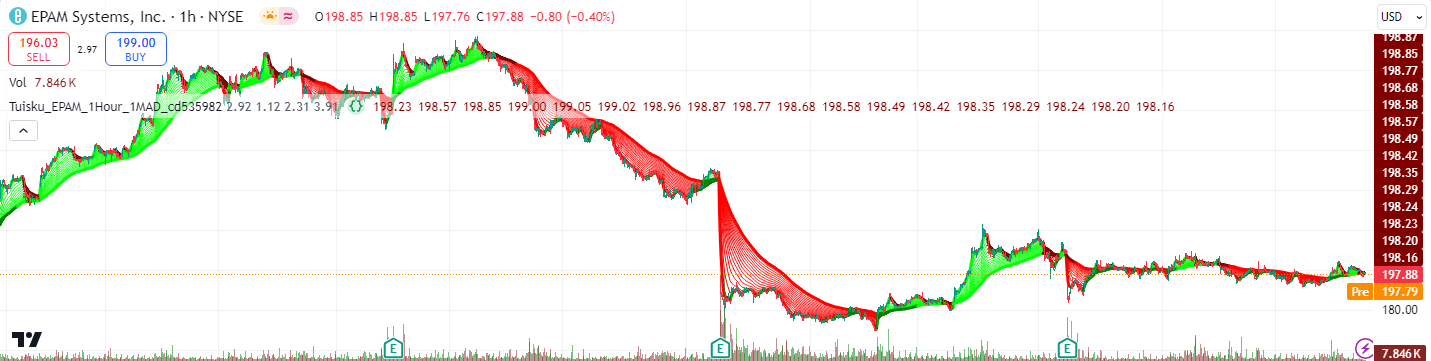 EPAM Systems, Inc. · 1h · NYSE O198.85 H198.85 L197.76 C197.88 −0.80 (−0.40%)
USD
196.03 SELL 2.97 199.00 BUY
Vol 7.846 K
Tuisku_EPAM_1Hour_1MAD_cd535982 2.92 1.12 2.31 3.91 {} 198.23 198.57 198.85 199.00 199.05 199.02 198.96 198.87 198.77 198.68 198.58 198.49 198.42 198.35 198.29 198.24 198.20 198.16
198.87
198.85
198.77
198.68
198.58
198.57
198.49
198.42
198.35
198.29
198.24
198.23
198.20
198.16
197.88
Pre 197.79
180.00
7.846 K
E E E